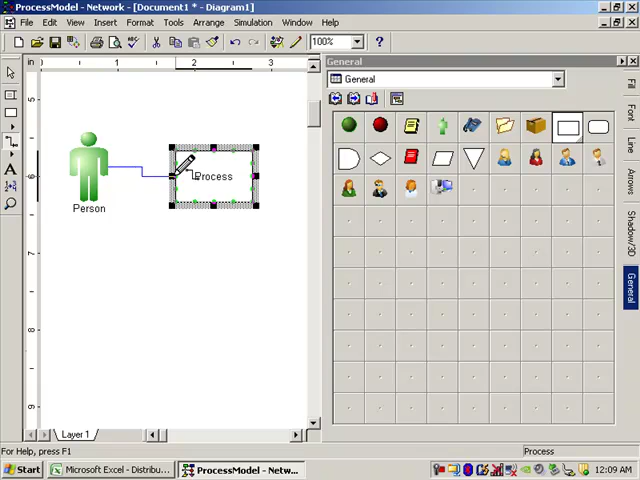 ProcessModel - Network - [Document1 * - Diagram1]
File Edit View Insert Format Tools Arrange Simulation Window Help
100%
General
in 1 2 3
General
5
6
7
8
9
Person
Process
Fill
Font
Line
Arrows
Shadow/3D
General
Layer 1
For Help, press F1
Process
Start
Microsoft Excel - Distribu...
ProcessModel - Netw...
12:09 AM